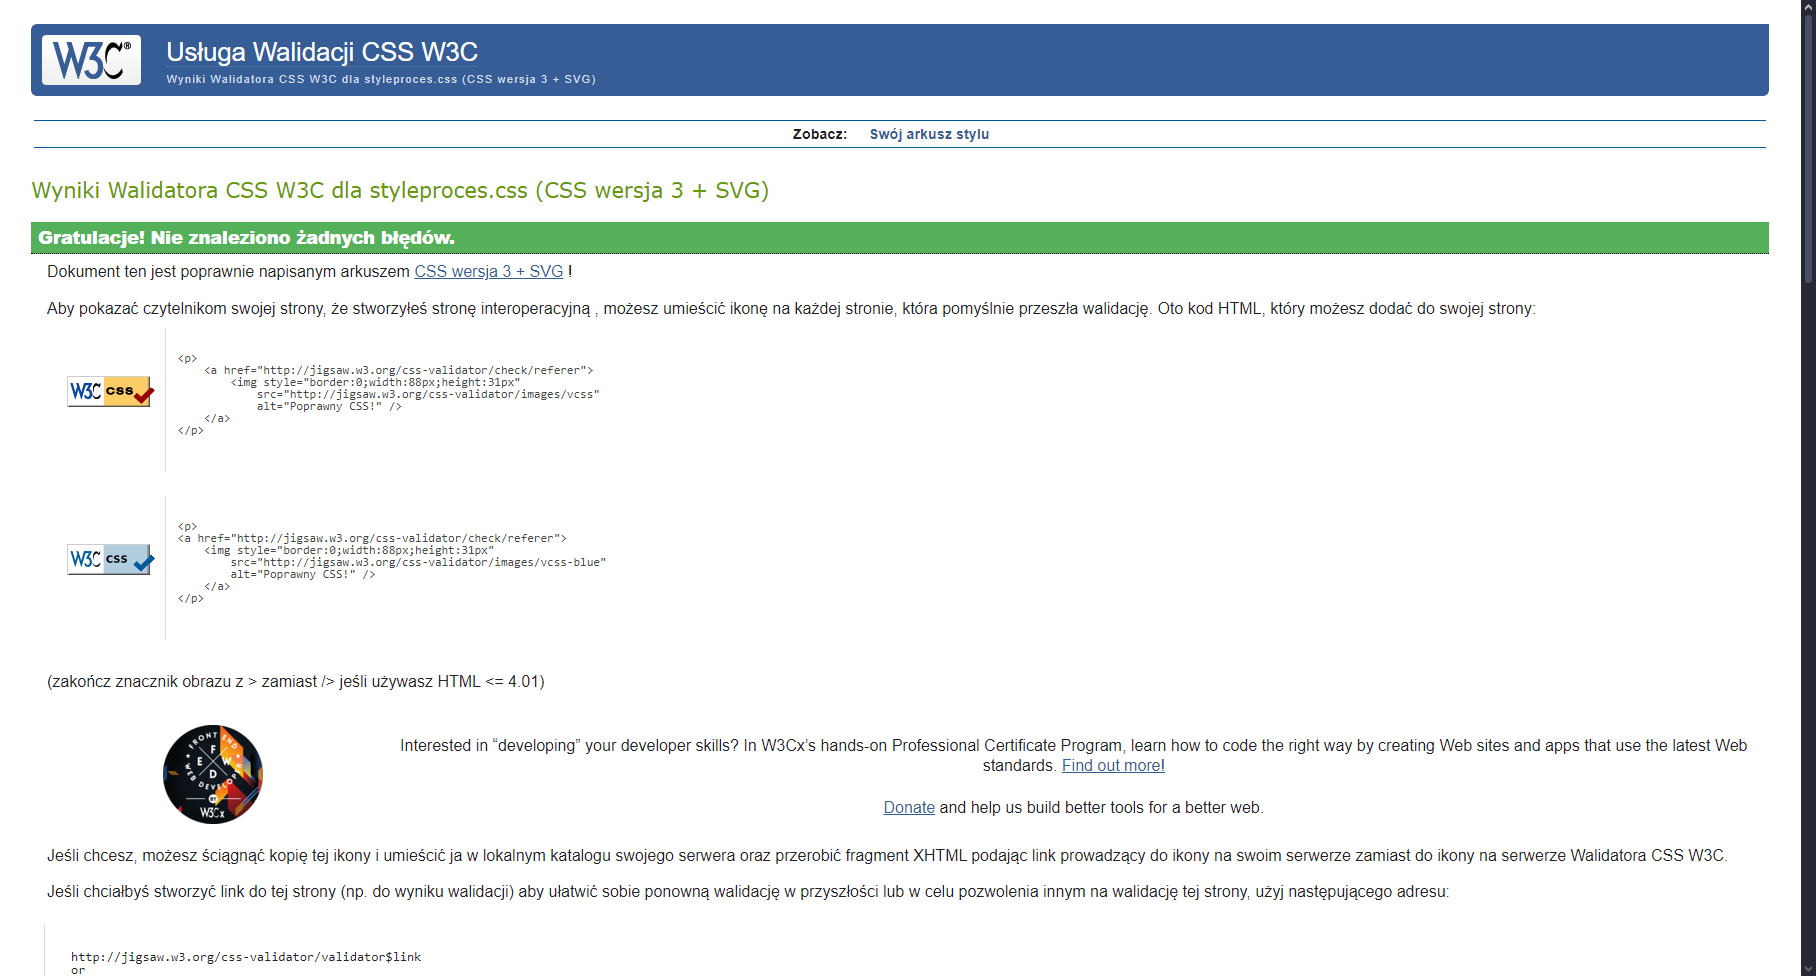 W3C®
Usługa Walidacji CSS W3C
Wyniki Walidatora CSS W3C dla styleproces.css (CSS wersja 3 + SVG)
Zobacz: Swój arkusz stylu
Wyniki Walidatora CSS W3C dla styleproces.css (CSS wersja 3 + SVG)
Gratulacje! Nie znaleziono żadnych błędów.
Dokument ten jest poprawnie napisanym arkuszem CSS wersja 3 + SVG !
Aby pokazać czytelnikom swojej strony, że stworzyłeś stronę interoperacyjną , możesz umieścić ikonę na każdej stronie, która pomyślnie przeszła walidację. Oto kod HTML, który możesz dodać do swojej strony:
W3C css
<p>
<a href="http://jigsaw.w3.org/css-validator/check/referer">
<img style="border:0;width:88px;height:31px"
src="http://jigsaw.w3.org/css-validator/images/vcss"
alt="Poprawny CSS!" />
</a>
</p>
W3C css
<p>
<a href="http://jigsaw.w3.org/css-validator/check/referer">
<img style="border:0;width:88px;height:31px"
src="http://jigsaw.w3.org/css-validator/images/vcss-blue"
alt="Poprawny CSS!" />
</a>
</p>
(zakończ znacznik obrazu z > zamiast /> jeśli używasz HTML <= 4.01)
FRONT END
WEB DEVELOPER
F E W D
BY
W3Cx
Interested in “developing” your developer skills? In W3Cx’s hands-on Professional Certificate Program, learn how to code the right way by creating Web sites and apps that use the latest Web
standards. Find out more!
Donate and help us build better tools for a better web.
Jeśli chcesz, możesz ściągnąć kopię tej ikony i umieścić ja w lokalnym katalogu swojego serwera oraz przerobić fragment XHTML podając link prowadzący do ikony na swoim serwerze zamiast do ikony na serwerze Walidatora CSS W3C.
Jeśli chciałbyś stworzyć link do tej strony (np. do wyniku walidacji) aby ułatwić sobie ponowną walidację w przyszłości lub w celu pozwolenia innym na walidację tej strony, użyj następującego adresu:
http://jigsaw.w3.org/css-validator/validator$link
or